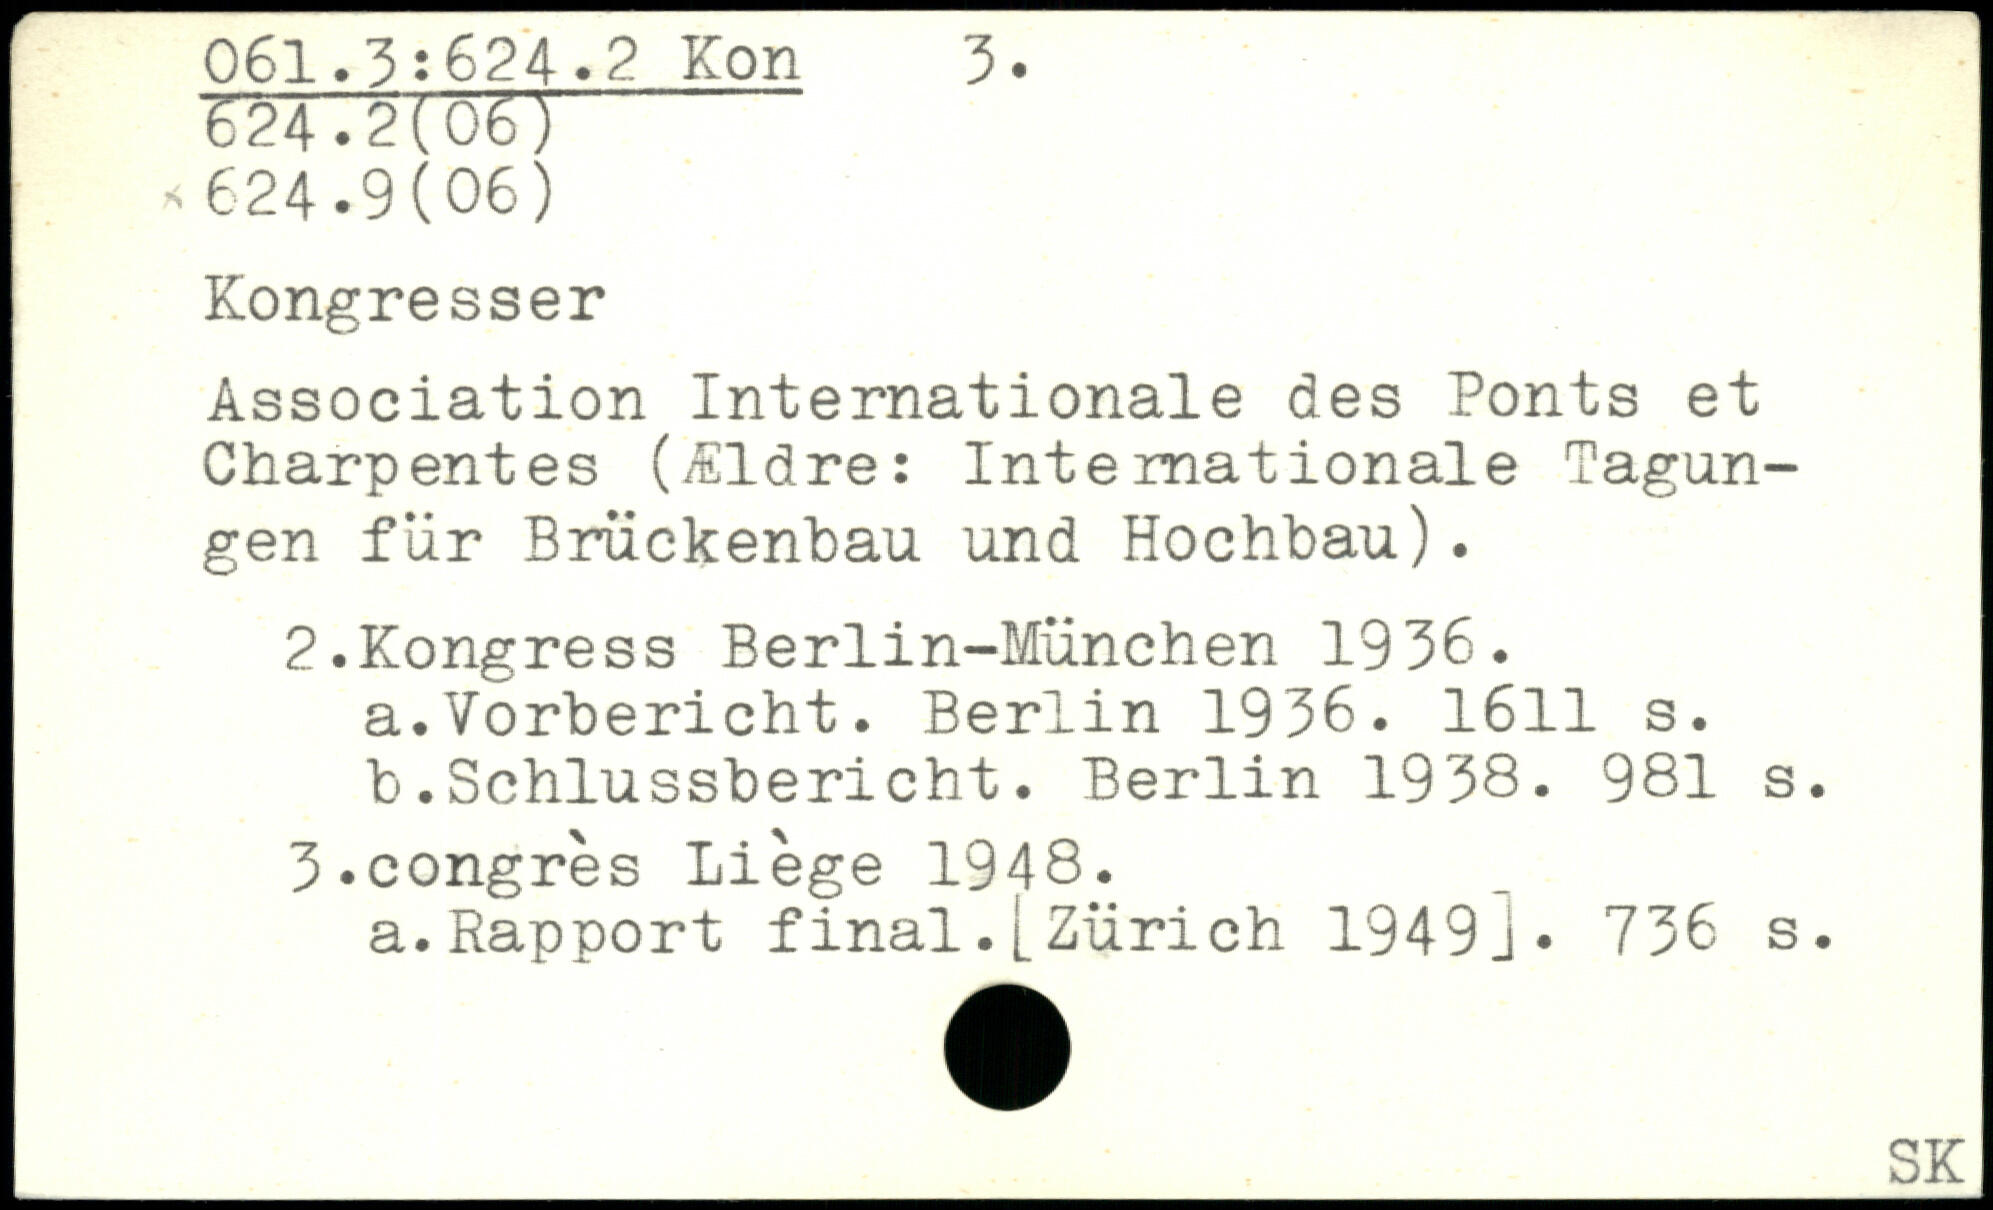 061.3:624.2 Kon 3.
624.2(06)
× 624.9(06)
Kongresser
Association Internationale des Ponts et
Charpentes (Ældre: Internationale Tagun-
gen für Brückenbau und Hochbau).
2.Kongress Berlin-München 1936.
a.Vorbericht. Berlin 1936. 1611 s.
b.Schlussbericht. Berlin 1938. 981 s.
3.congrès Liège 1948.
a.Rapport final.[Zürich 1949]. 736 s.
SK